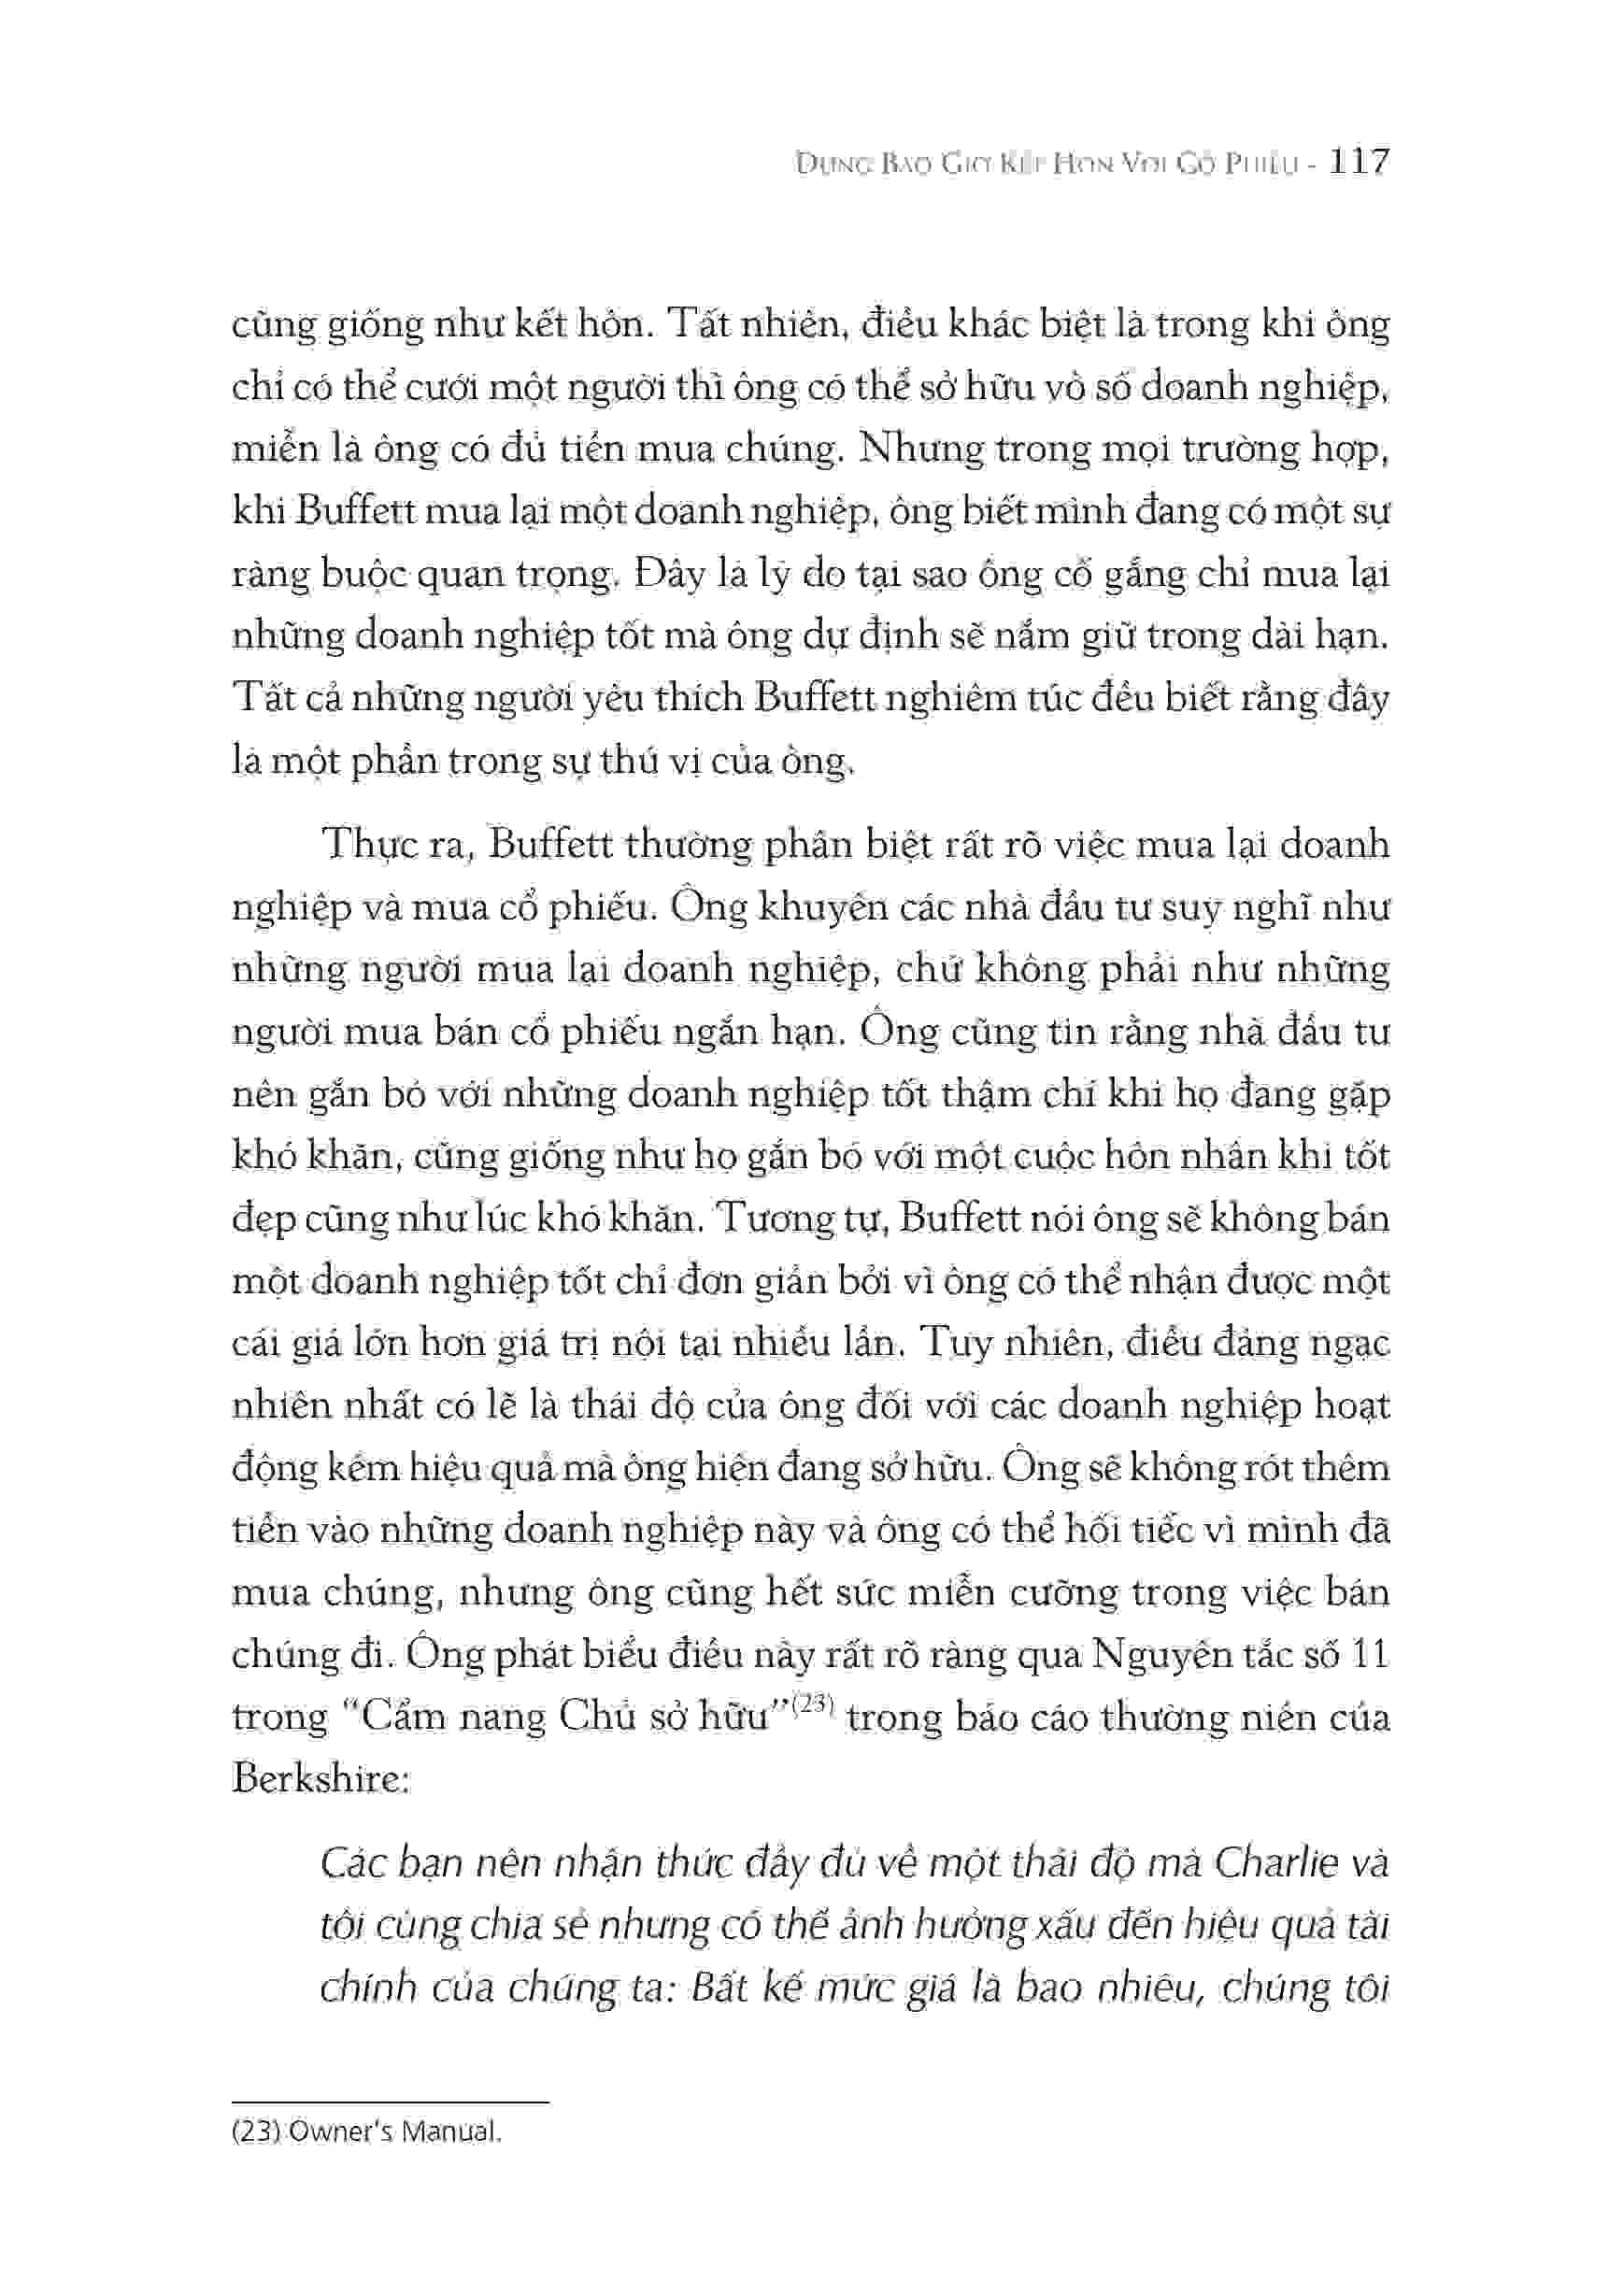 Đừng Bao Giờ Kết Hôn Với Cổ Phiếu - 117
cũng giống như kết hôn. Tất nhiên, điều khác biệt là trong khi ông
chỉ có thể cưới một người thì ông có thể sở hữu vô số doanh nghiệp,
miễn là ông có đủ tiền mua chúng. Nhưng trong mọi trường hợp,
khi Buffett mua lại một doanh nghiệp, ông biết mình đang có một sự
ràng buộc quan trọng. Đây là lý do tại sao ông cố gắng chỉ mua lại
những doanh nghiệp tốt mà ông dự định sẽ nắm giữ trong dài hạn.
Tất cả những người yêu thích Buffett nghiêm túc đều biết rằng đây
là một phần trong sự thú vị của ông.
Thực ra, Buffett thường phân biệt rất rõ việc mua lại doanh
nghiệp và mua cổ phiếu. Ông khuyên các nhà đầu tư suy nghĩ như
những người mua lại doanh nghiệp, chứ không phải như những
người mua bán cổ phiếu ngắn hạn. Ông cũng tin rằng nhà đầu tư
nên gắn bó với những doanh nghiệp tốt thậm chí khi họ đang gặp
khó khăn, cũng giống như họ gắn bó với một cuộc hôn nhân khi tốt
đẹp cũng như lúc khó khăn. Tương tự, Buffett nói ông sẽ không bán
một doanh nghiệp tốt chỉ đơn giản bởi vì ông có thể nhận được một
cái giá lớn hơn giá trị nội tại nhiều lần. Tuy nhiên, điều đáng ngạc
nhiên nhất có lẽ là thái độ của ông đối với các doanh nghiệp hoạt
động kém hiệu quả mà ông hiện đang sở hữu. Ông sẽ không rót thêm
tiền vào những doanh nghiệp này và ông có thể hối tiếc vì mình đã
mua chúng, nhưng ông cũng hết sức miễn cưỡng trong việc bán
chúng đi. Ông phát biểu điều này rất rõ ràng qua Nguyên tắc số 11
trong “Cẩm nang Chủ sở hữu”(23) trong báo cáo thường niên của
Berkshire:
Các bạn nên nhận thức đầy đủ về một thái độ mà Charlie và
tôi cùng chia sẻ nhưng có thể ảnh hưởng xấu đến hiệu quả tài
chính của chúng ta: Bất kể mức giá là bao nhiêu, chúng tôi
(23) Owner's Manual.